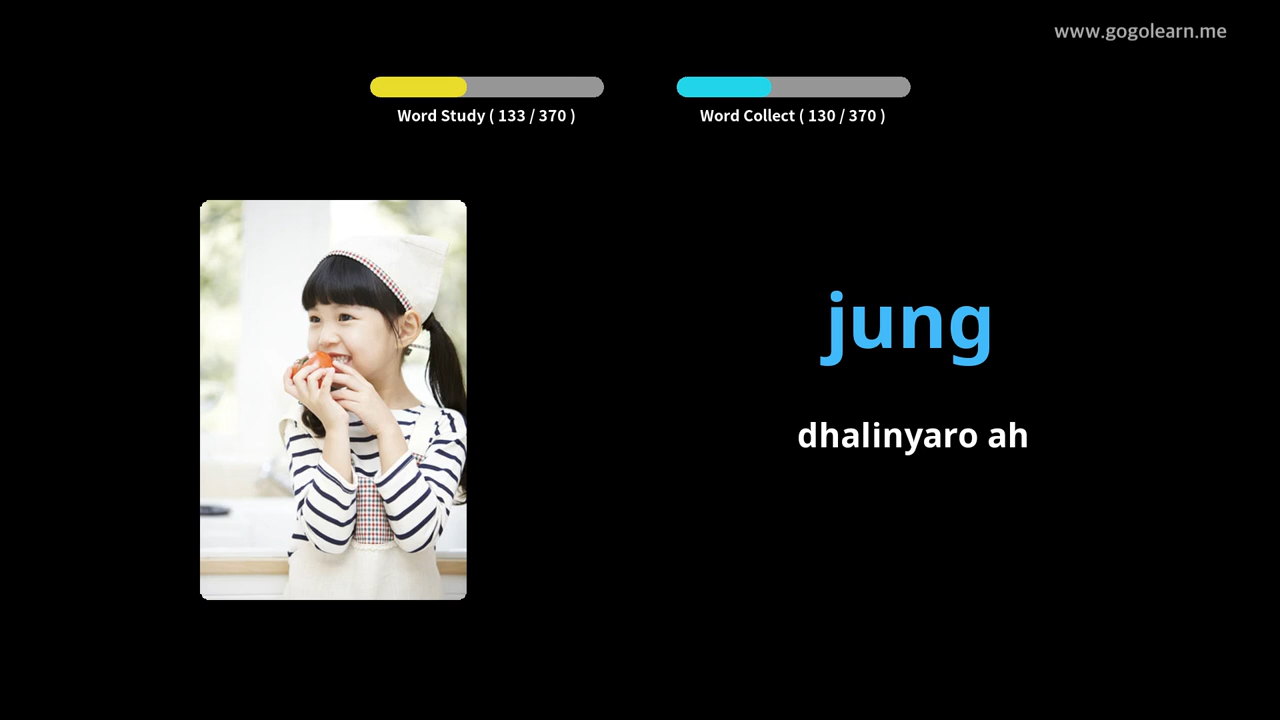 www.gogolearn.me
Word Study ( 133 / 370 )
Word Collect ( 130 / 370 )
jung
dhalinyaro ah